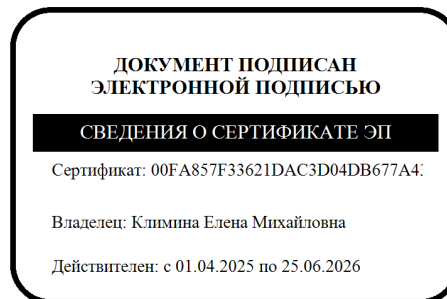 ДОКУМЕНТ ПОДПИСАН
ЭЛЕКТРОННОЙ ПОДПИСЬЮ
СВЕДЕНИЯ О СЕРТИФИКАТЕ ЭП
Сертификат: 00FA857F33621DAC3D04DB677A43
Владелец: Климина Елена Михайловна
Действителен: с 01.04.2025 по 25.06.2026